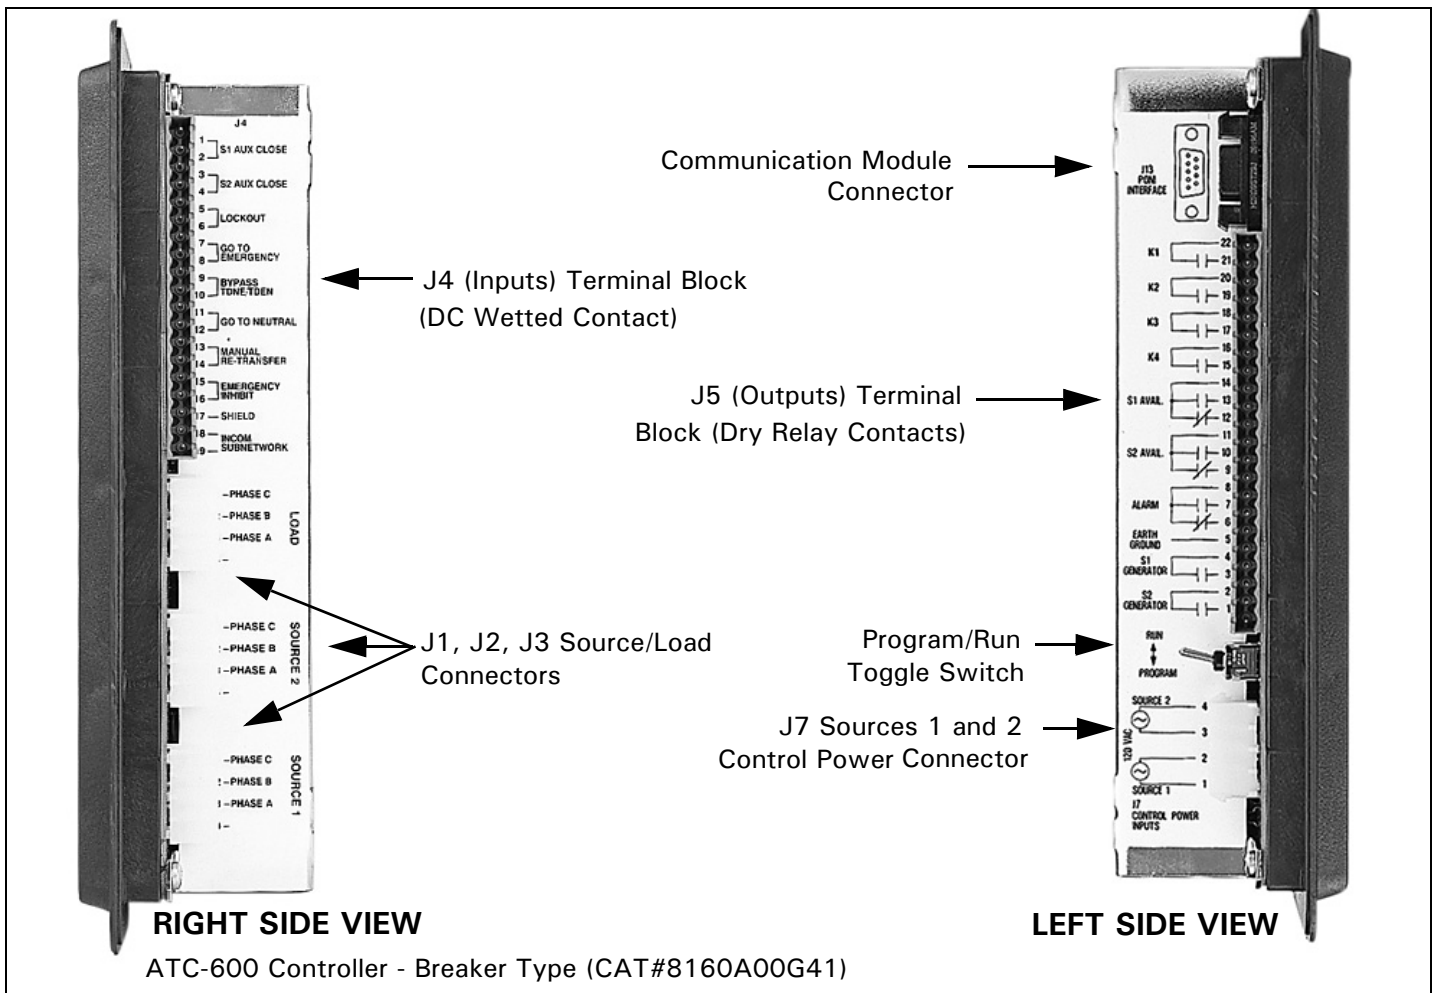 J4
1
2
S1 AUX CLOSE
3
4
S2 AUX CLOSE
5
6
LOCKOUT
7
8
GO TO
EMERGENCY
9
10
BYPASS
TDNE/TDEN
11
12
GO TO NEUTRAL
13
14
MANUAL
RE-TRANSFER
15
16
EMERGENCY
INHIBIT
17 SHIELD
18
19
INCOM
SUBNETWORK
PHASE C
PHASE B
PHASE A
LOAD
PHASE C
PHASE B
PHASE A
SOURCE 2
PHASE C
PHASE B
PHASE A
SOURCE 1
J4 (Inputs) Terminal Block
(DC Wetted Contact)
J1, J2, J3 Source/Load
Connectors
RIGHT SIDE VIEW
ATC-600 Controller - Breaker Type (CAT#8160A00G41)
Communication Module
Connector
J5 (Outputs) Terminal
Block (Dry Relay Contacts)
Program/Run
Toggle Switch
J7 Sources 1 and 2
Control Power Connector
J13
PONI
INTERFACE
K1
22
21
K2
20
19
K3
18
17
K4
16
15
S1 AVAIL.
14
13
12
S2 AVAIL.
11
10
9
ALARM
8
7
6
EARTH
GROUND
5
S1
GENERATOR
4
3
S2
GENERATOR
2
1
RUN
PROGRAM
SOURCE 2
4
3
120 VAC
2
1
SOURCE 1
J7
CONTROL POWER
INPUTS
LEFT SIDE VIEW